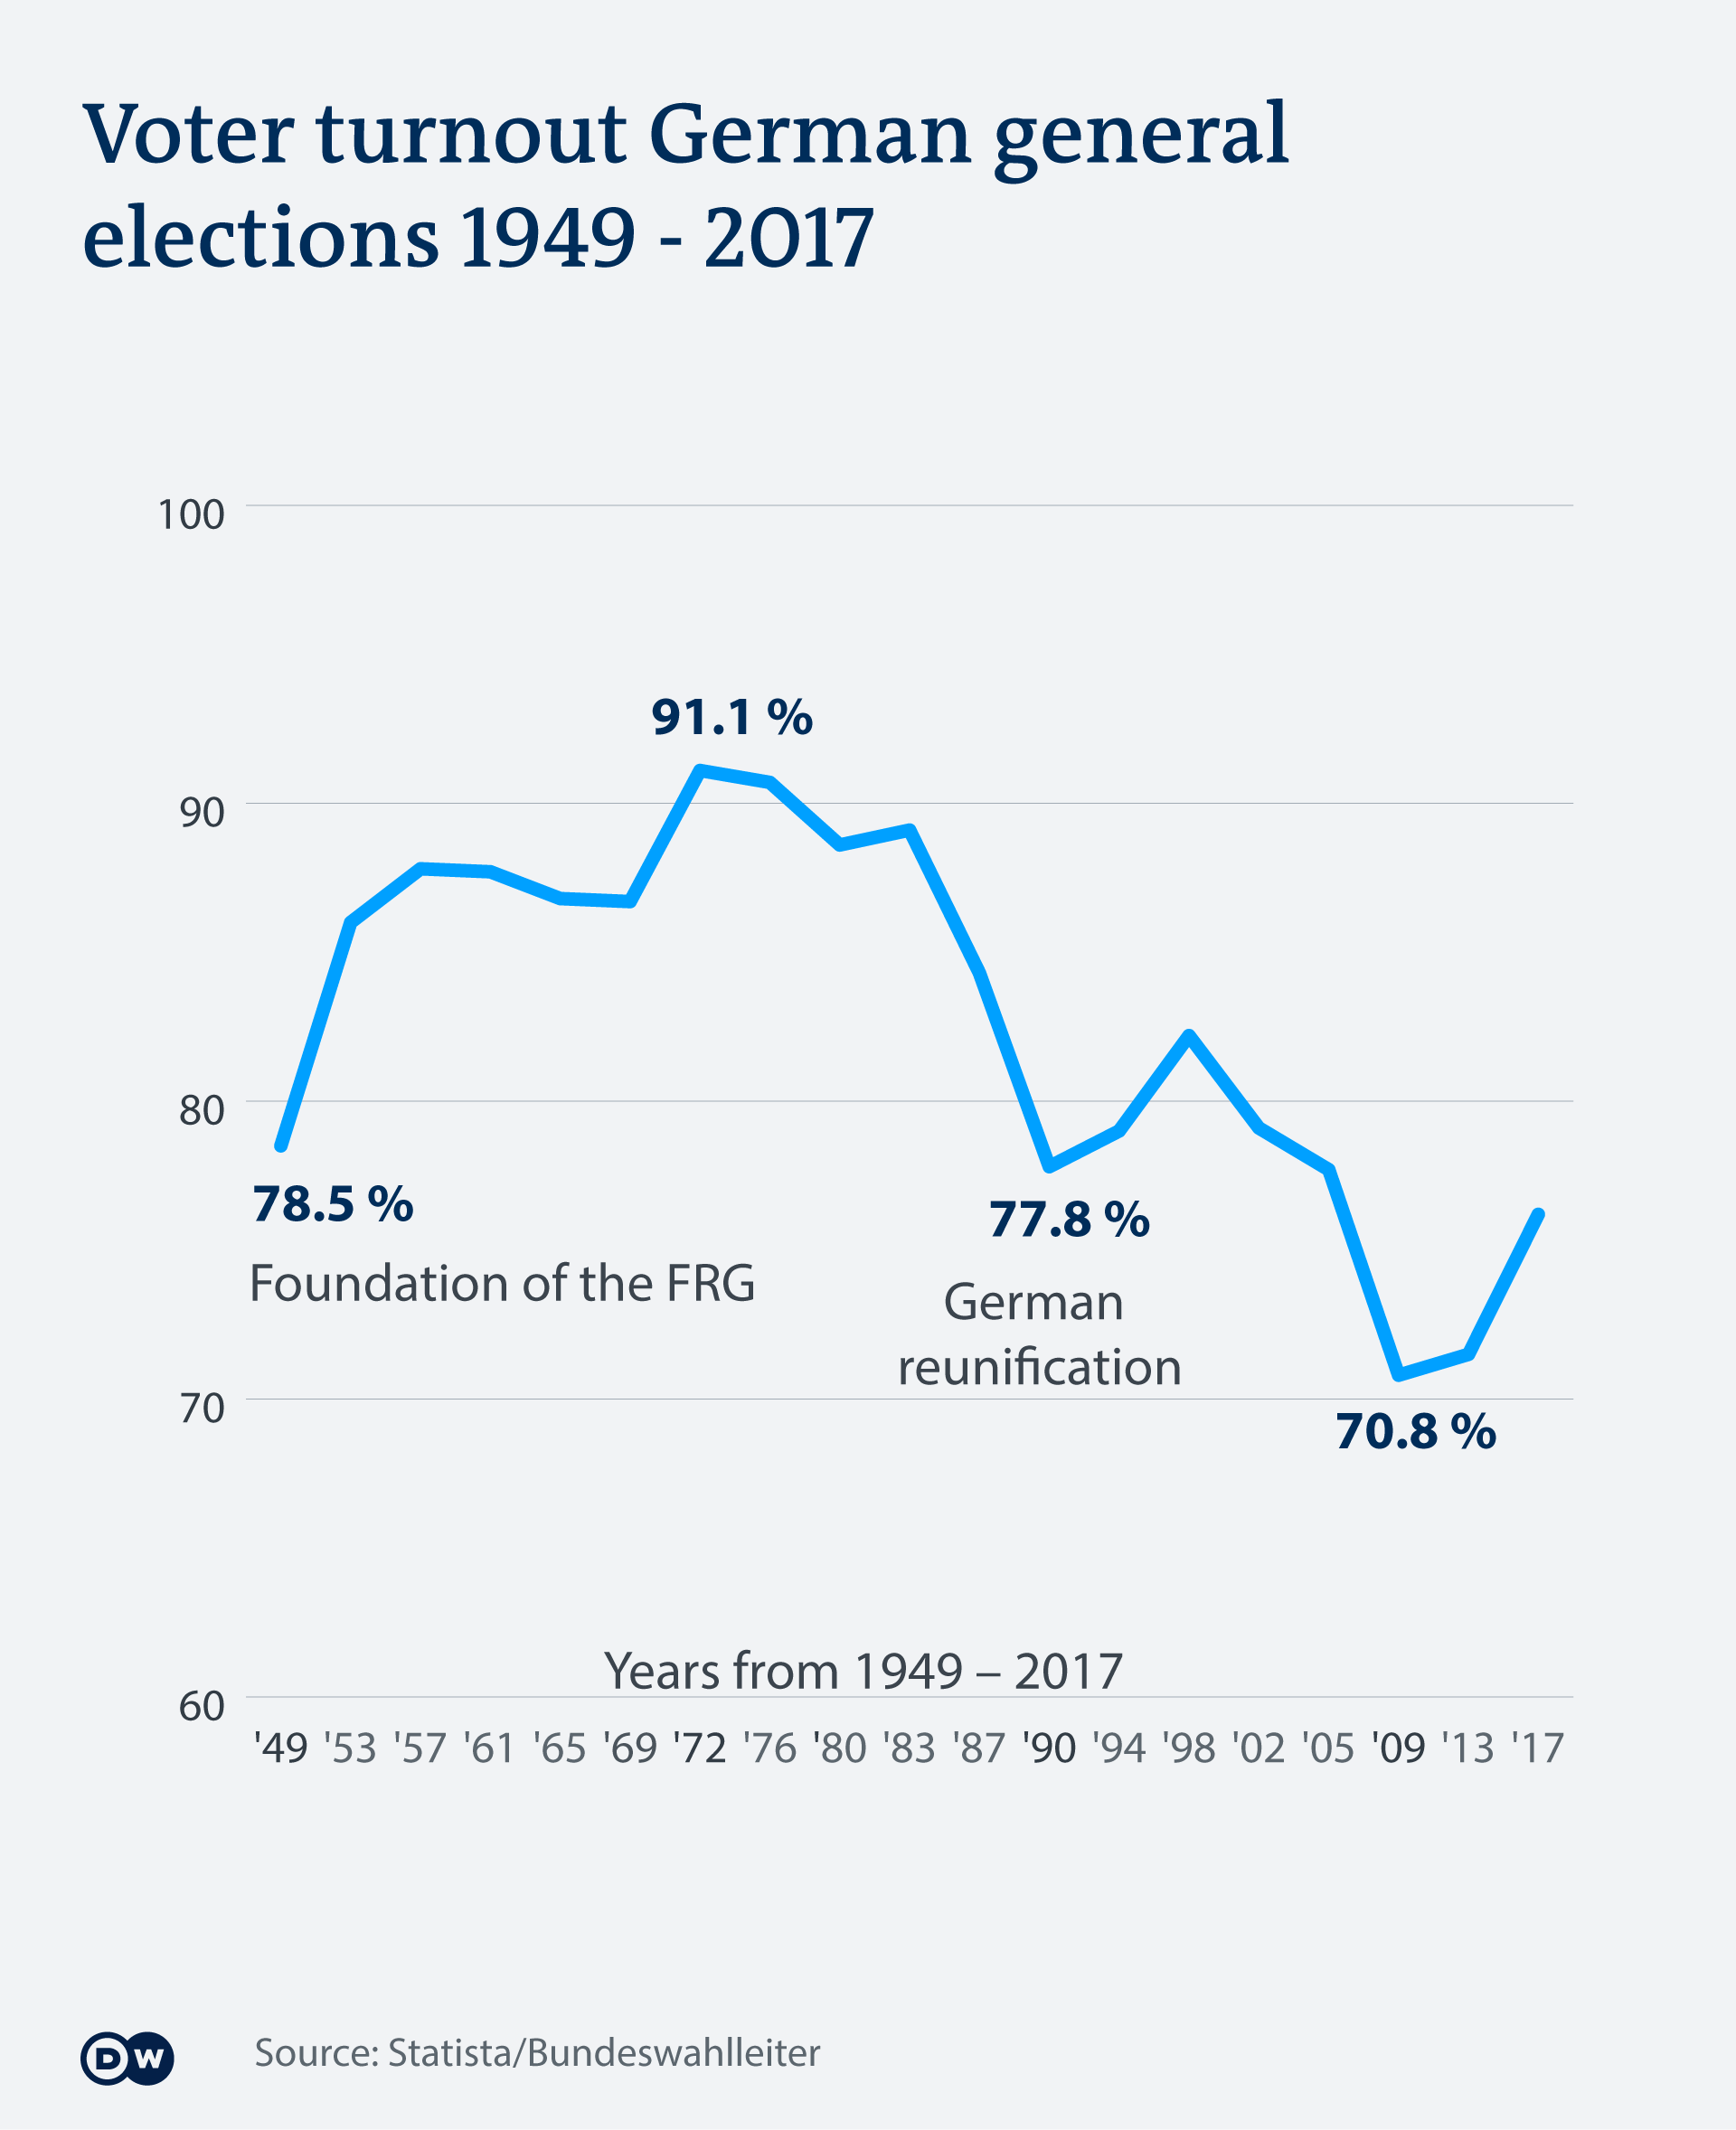 Voter turnout German general
elections 1949 - 2017
100
91.1 %
90
80
78.5 %
Foundation of the FRG
77.8 %
German
reunification
70
70.8 %
Years from 1949 – 2017
60
'49 '53 '57 '61 '65 '69 '72 '76 '80 '83 '87 '90 '94 '98 '02 '05 '09 '13 '17
DW Source: Statista/Bundeswahlleiter